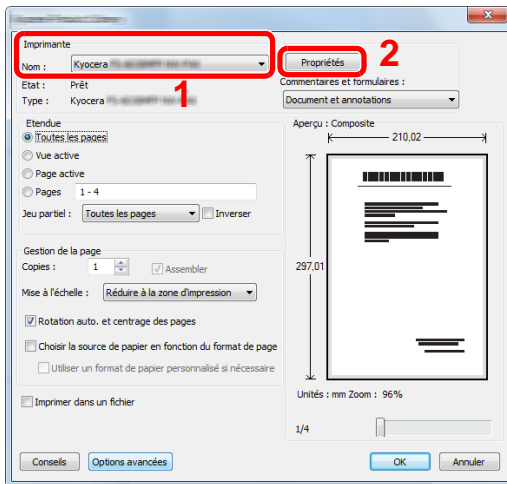 Imprimante
Nom :
Kyocera
1
Propriétés
2
Etat :
Prêt
Type :
Kyocera
Commentaires et formulaires :
Document et annotations
Etendue
Toutes les pages
Vue active
Page active
Pages
1 - 4
Jeu partiel :
Toutes les pages
Inverser
Gestion de la page
Copies :
1
Assembler
Mise à l'échelle :
Réduire à la zone d'impression
Rotation auto. et centrage des pages
Choisir la source de papier en fonction du format de page
Utiliser un format de papier personnalisé si nécessaire
Imprimer dans un fichier
Aperçu : Composite
210,02
297,01
Unités : mm Zoom : 96%
1/4
Conseils
Options avancées
OK
Annuler